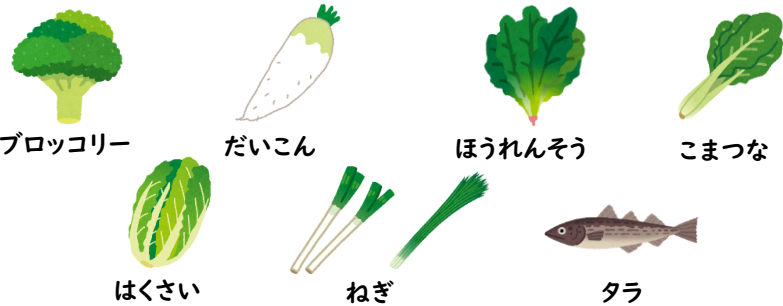 ブロッコリー
だいこん
ほうれんそう
こまつな
はくさい
ねぎ
タラ